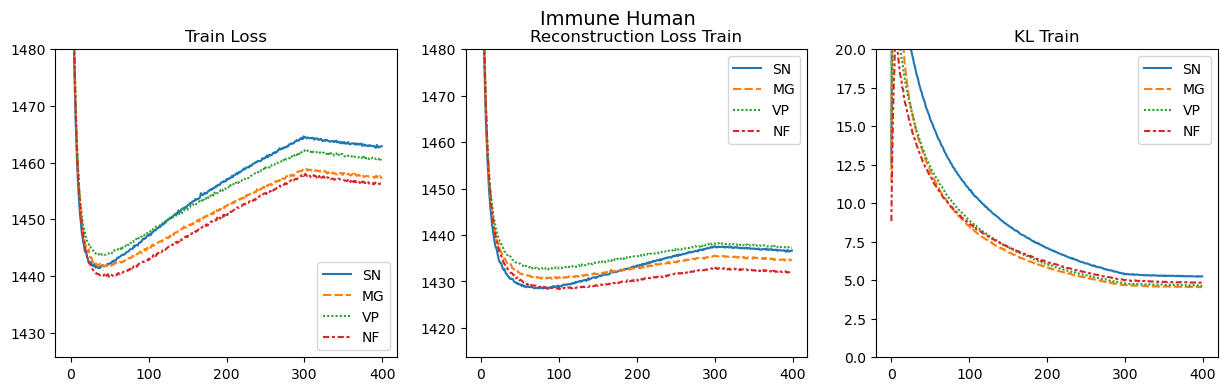 Immune Human
Train Loss
1480
1470
1460
1450
1440
1430
0
100
200
300
400
SN
MG
VP
NF
Reconstruction Loss Train
1480
1470
1460
1450
1440
1430
1420
0
100
200
300
400
SN
MG
VP
NF
KL Train
20.0
17.5
15.0
12.5
10.0
7.5
5.0
2.5
0.0
0
100
200
300
400
SN
MG
VP
NF